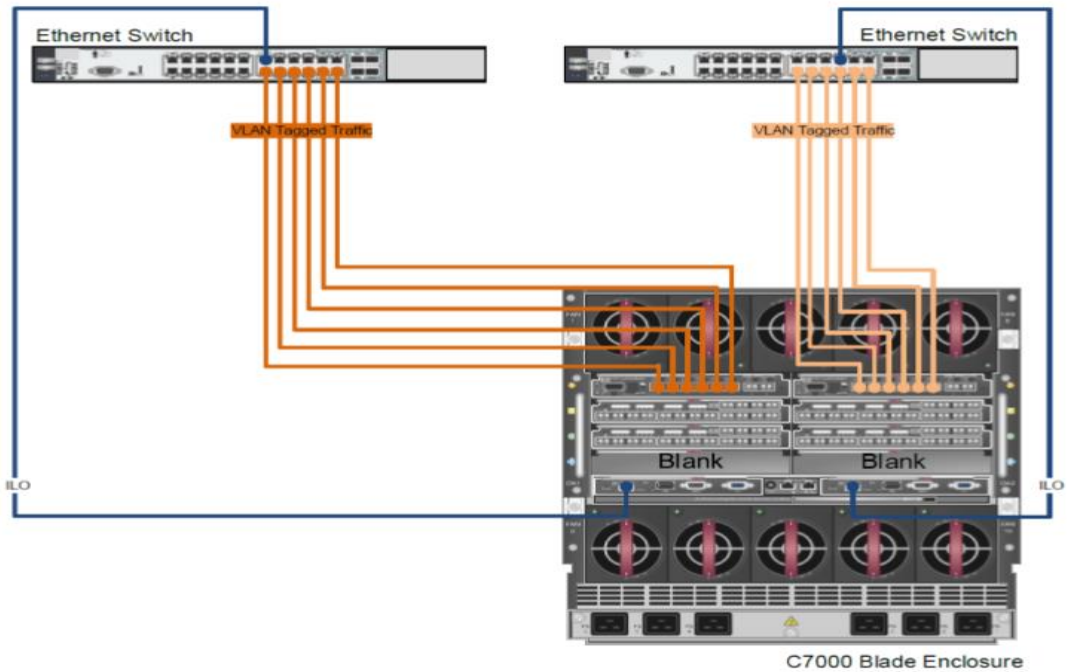 Ethernet Switch
Ethernet Switch
VLAN Tagged Traffic
VLAN Tagged Traffic
Blank
Blank
ILO
ILO
C7000 Blade Enclosure